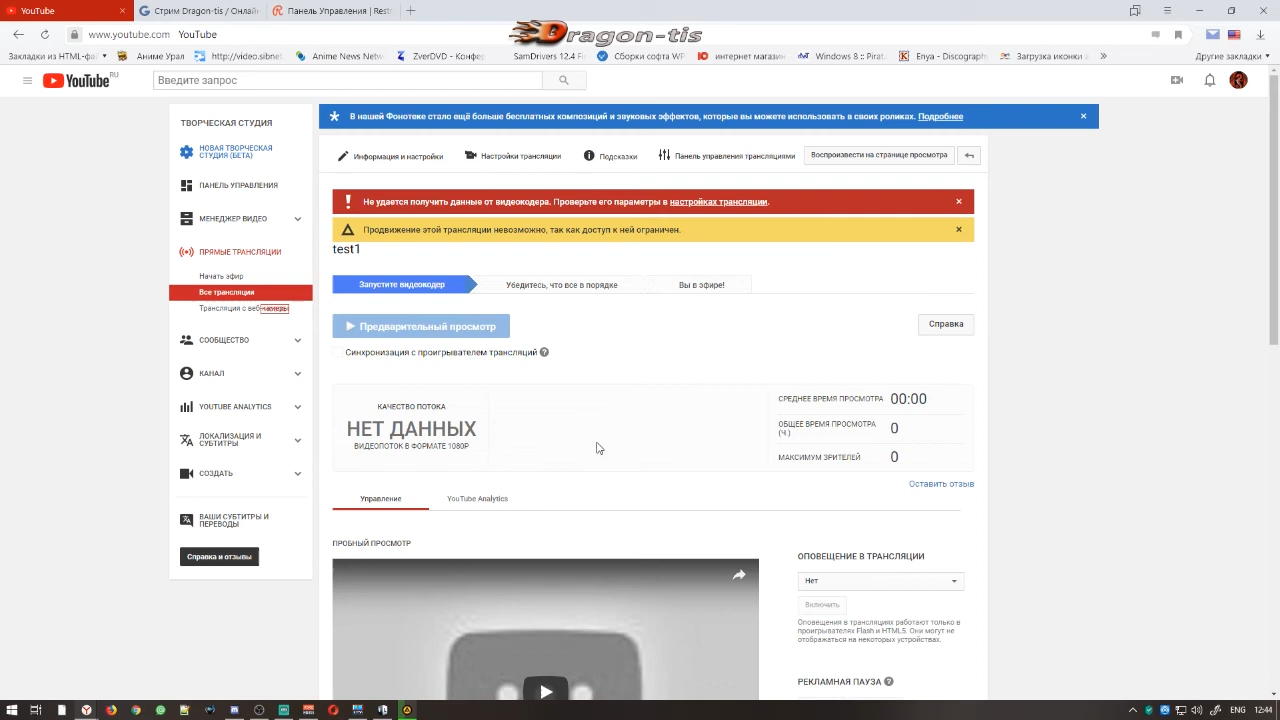 YouTube
Стрим / Панель управления тр
Панель трансл
www.youtube.com YouTube
Dragon-tis
Закладки из HTML-фа
Аниме Урал
http://video.sibnet.
Anime News Netw
ZverDVD - Конфер
SamDrivers 12.4 Fi
Сборки софта WPI
интернет магазин
Windows 8 :: Pirat
Enya - Discograph
Загрузка иконки з
Другие закладки
YouTube RU
Введите запрос
ТВОРЧЕСКАЯ СТУДИЯ
НОВАЯ ТВОРЧЕСКАЯ
СТУДИЯ (БЕТА)
ПАНЕЛЬ УПРАВЛЕНИЯ
МЕНЕДЖЕР ВИДЕО
ПРЯМЫЕ ТРАНСЛЯЦИИ
Начать эфир
Все трансляции
Трансляция с веб-камеры
СООБЩЕСТВО
КАНАЛ
YOUTUBE ANALYTICS
ЛОКАЛИЗАЦИЯ И
СУБТИТРЫ
СОЗДАТЬ
ВАШИ СУБТИТРЫ И
ПЕРЕВОДЫ
Справка и отзывы
В нашей Фонотеке стало ещё больше бесплатных композиций и звуковых эффектов, которые вы можете использовать в своих роликах. Подробнее
Информация и настройки
Настройки трансляции
Подсказки
Панель управления трансляциями
Воспроизвести на странице просмотра
Не удается получить данные от видеокодера. Проверьте его параметры в настройках трансляции.
Продвижение этой трансляции невозможно, так как доступ к ней ограничен.
test1
Запустите видеокодер
Убедитесь, что все в порядке
Вы в эфире!
Предварительный просмотр
Справка
Синхронизация с проигрывателем трансляций
КАЧЕСТВО ПОТОКА
НЕТ ДАННЫХ
ВИДЕОПОТОК В ФОРМАТЕ 1080P
СРЕДНЕЕ ВРЕМЯ ПРОСМОТРА 00:00
ОБЩЕЕ ВРЕМЯ ПРОСМОТРА
(Ч.) 0
МАКСИМУМ ЗРИТЕЛЕЙ 0
Оставить отзыв
Управление
YouTube Analytics
ПРОБНЫЙ ПРОСМОТР
ОПОВЕЩЕНИЕ В ТРАНСЛЯЦИИ
Нет
Включить
Оповещения в трансляциях работают только в
проигрывателях Flash и HTML5. Они могут не
отображаться на некоторых устройствах.
РЕКЛАМНАЯ ПАУЗА
ENG
12:44